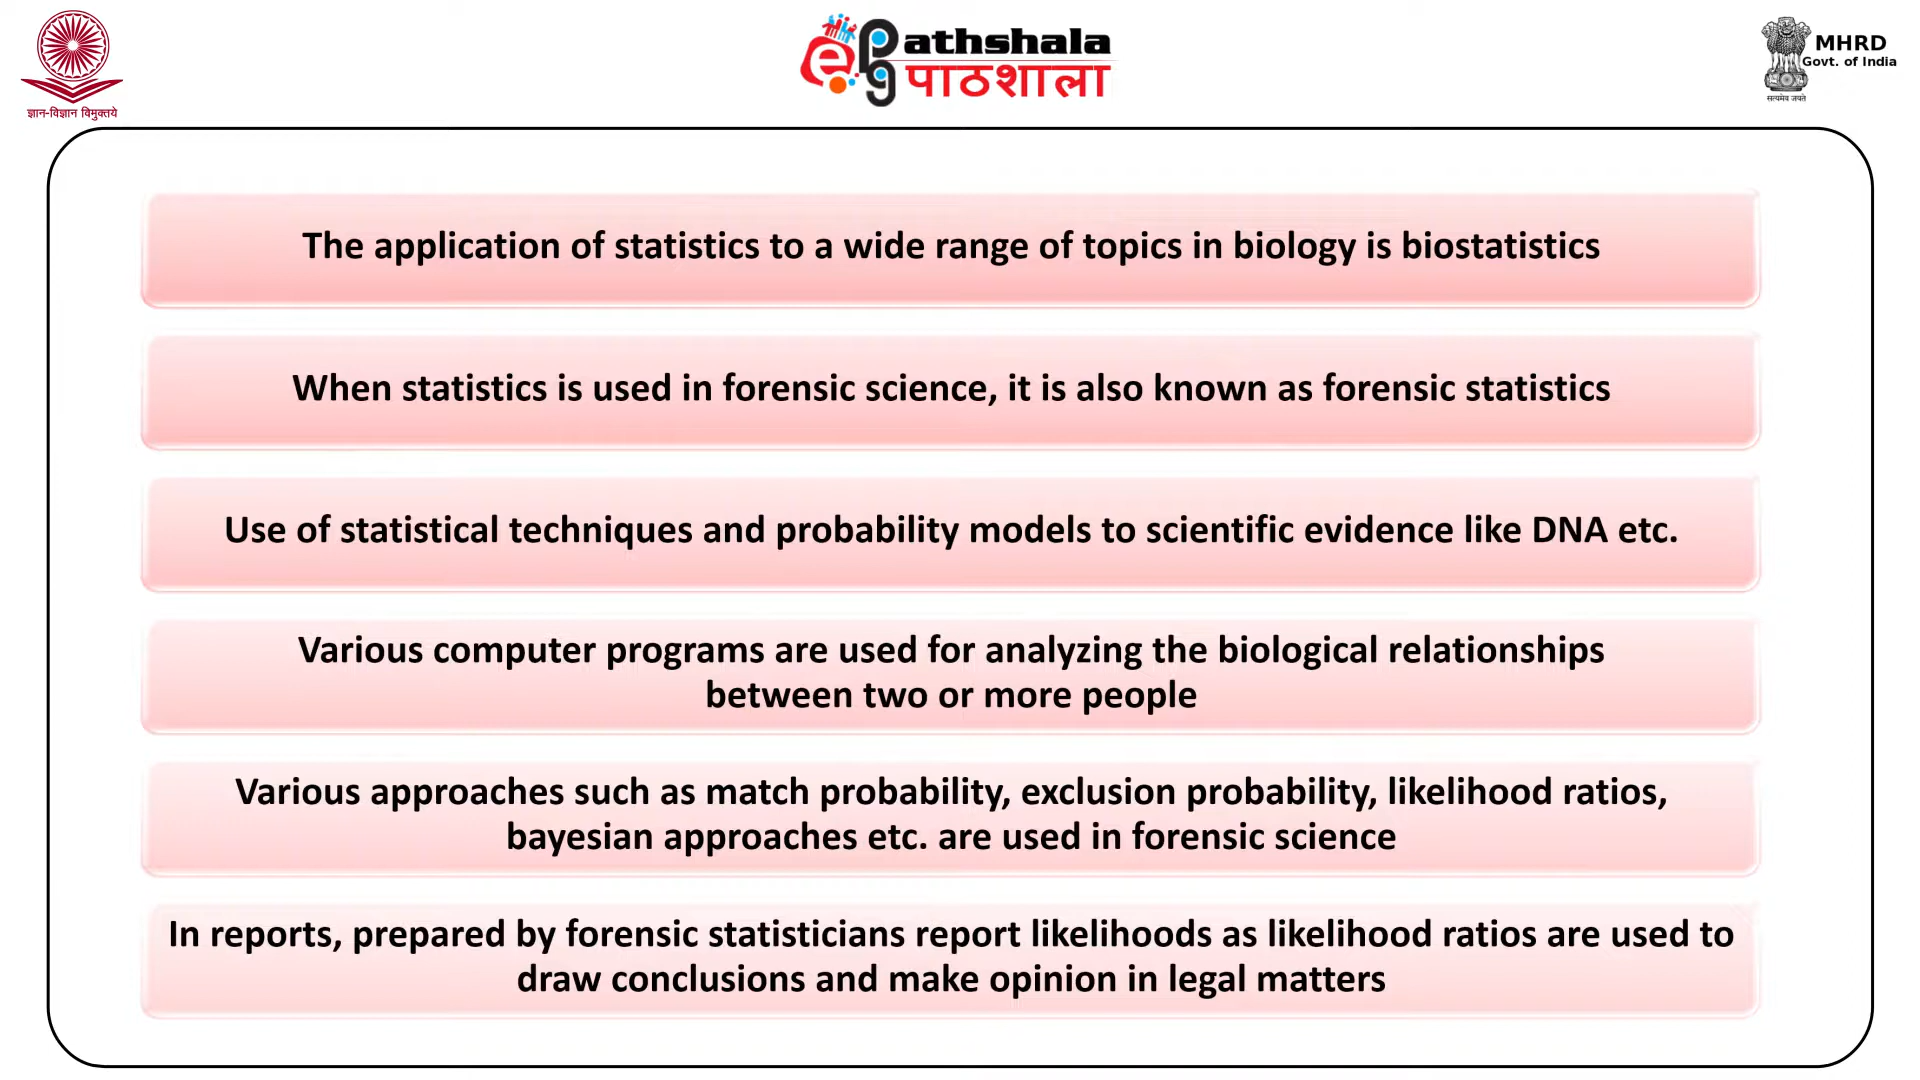 ज्ञान-विज्ञान विमुक्तये
e
PG
Pathshala
पाठशाला
MHRD
Govt. of India
सत्यमेव जयते
The application of statistics to a wide range of topics in biology is biostatistics
When statistics is used in forensic science, it is also known as forensic statistics
Use of statistical techniques and probability models to scientific evidence like DNA etc.
Various computer programs are used for analyzing the biological relationships
between two or more people
Various approaches such as match probability, exclusion probability, likelihood ratios,
bayesian approaches etc. are used in forensic science
In reports, prepared by forensic statisticians report likelihoods as likelihood ratios are used to
draw conclusions and make opinion in legal matters